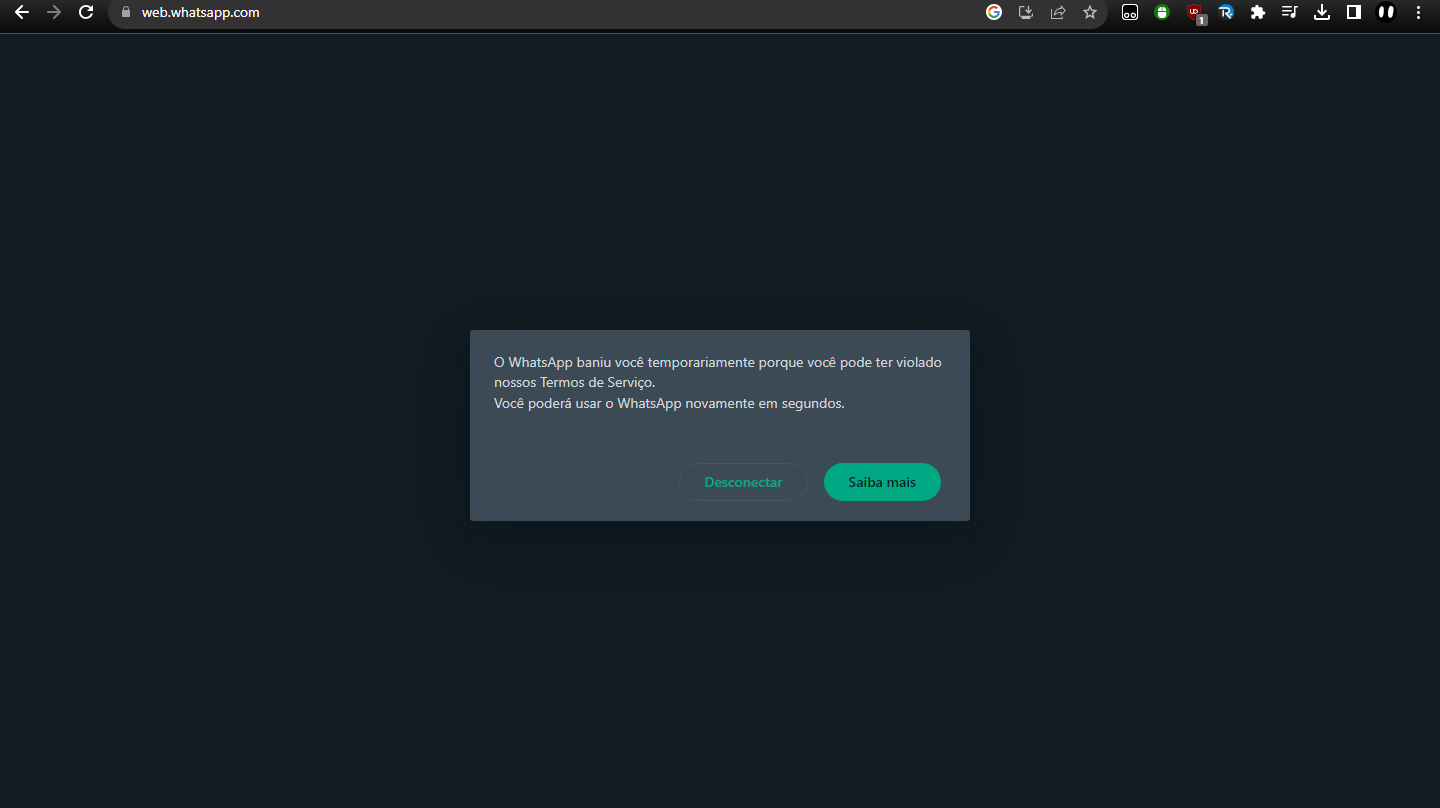 web.whatsapp.com
1
O WhatsApp baniu você temporariamente porque você pode ter violado
nossos Termos de Serviço.
Você poderá usar o WhatsApp novamente em segundos.
Desconectar
Saiba mais